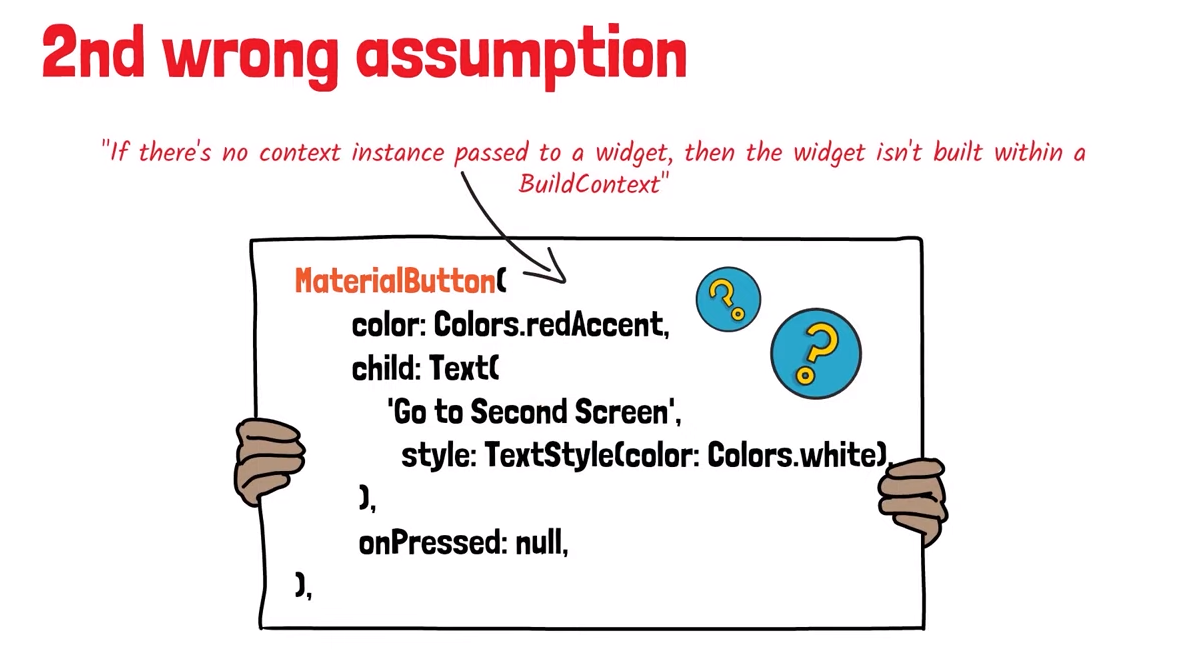 2nd wrong assumption
"If there's no context instance passed to a widget, then the widget isn't built within a
BuildContext"
MaterialButton(
color: Colors.redAccent,
child: Text(
'Go to Second Screen',
style: TextStyle(color: Colors.white),
),
onPressed: null,
),